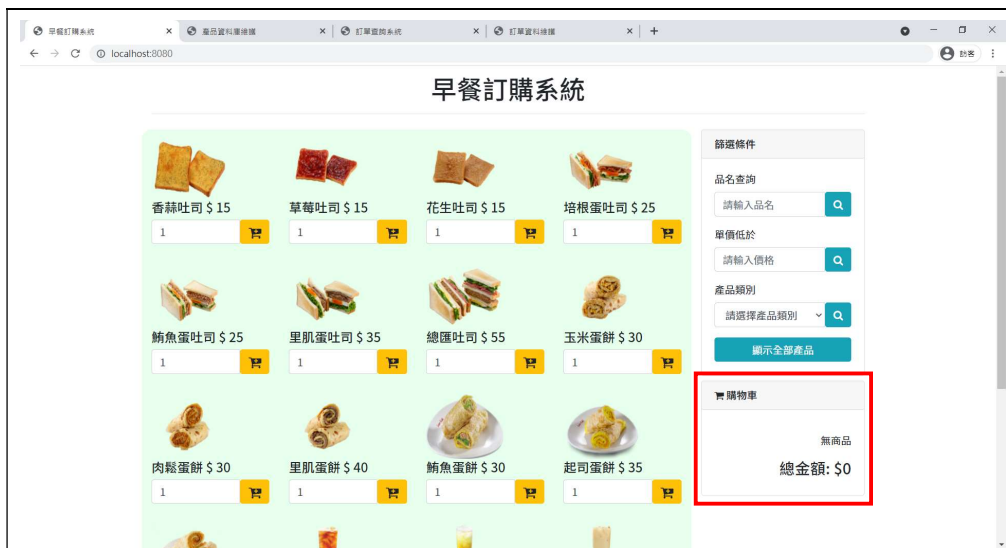 早餐訂購系統
產品資料庫維護
訂單查詢系統
訂單資料維護
localhost:8080
訪客
早餐訂購系統
香蒜吐司 $ 15
草莓吐司 $ 15
花生吐司 $ 15
培根蛋吐司 $ 25
1
1
1
1
鮪魚蛋吐司 $ 25
里肌蛋吐司 $ 35
總匯吐司 $ 55
玉米蛋餅 $ 30
1
1
1
1
肉鬆蛋餅 $ 30
里肌蛋餅 $ 40
鮪魚蛋餅 $ 30
起司蛋餅 $ 35
1
1
1
1
篩選條件
品名查詢
請輸入品名
單價低於
請輸入價格
產品類別
請選擇產品類別
顯示全部產品
購物車
無商品
總金額: $0